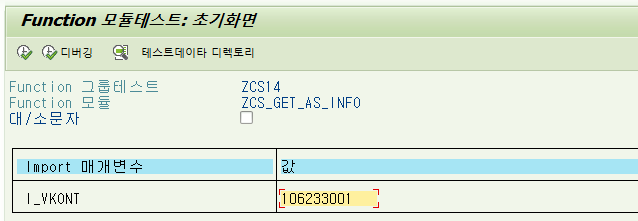 Function 모듈테스트: 초기화면
디버깅 테스트데이타 디렉토리
Function 그룹테스트 ZCS14
Function 모듈 ZCS_GET_AS_INFO
대/소문자
Import 매개변수 값
I_VKONT 106233001